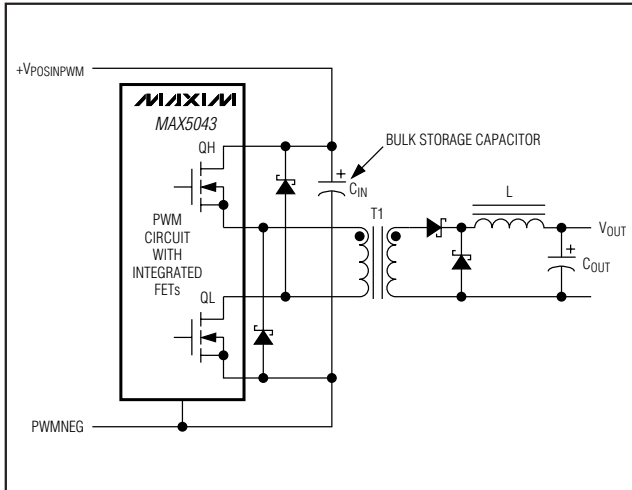 +VPOSINPWM
MAXIM
MAX5043
QH
BULK STORAGE CAPACITOR
+
CIN
T1
L
VOUT
PWM
CIRCUIT
WITH
INTEGRATED
FETs
+
COUT
QL
PWMNEG